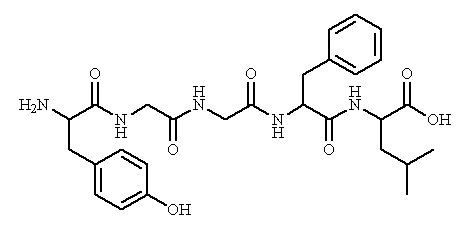 O O O
H H
H₂N N N
N N OH
H H
O O
OH